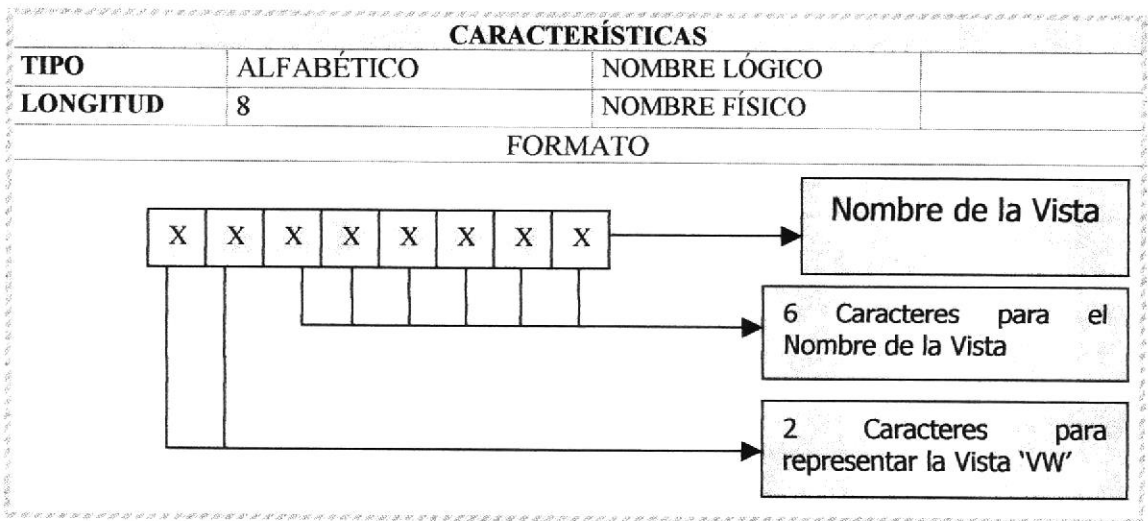 CARACTERÍSTICAS
TIPO ALFABÉTICO NOMBRE LÓGICO
LONGITUD 8 NOMBRE FÍSICO
FORMATO
X X X X X X X X
Nombre de la Vista
6 Caracteres para el
Nombre de la Vista
2 Caracteres para
representar la Vista ‘VW’